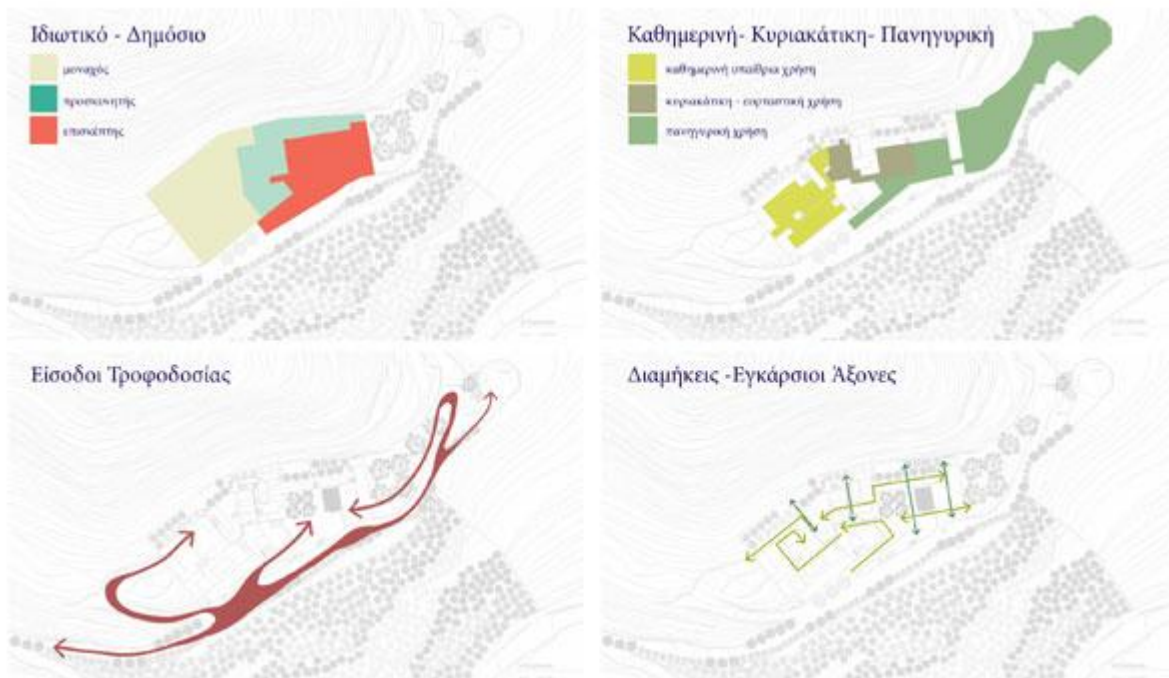 Ιδιωτικό - Δημόσιο
μοναχός
προσκυνητής
επισκέπτης
Καθημερινή- Κυριακάτικη- Πανηγυρική
καθημερινή υπαίθρια χρήση
κυριακάτικη - εορταστική χρήση
πανηγυρική χρήση
Είσοδοι Τροφοδοσίας
Διαμήκεις -Εγκάρσιοι Άξονες